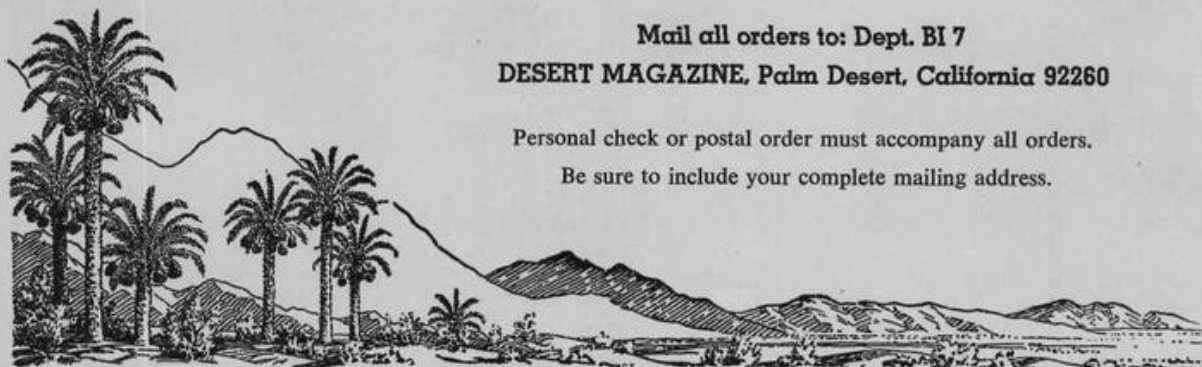 Mail all orders to: Dept. BI 7
DESERT MAGAZINE, Palm Desert, California 92260
Personal check or postal order must accompany all orders.
Be sure to include your complete mailing address.